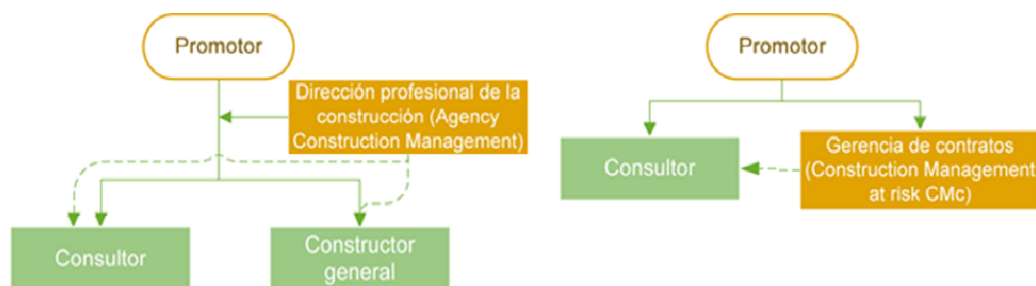 Promotor
Dirección profesional de la
construcción (Agency
Construction Management)
Consultor
Constructor
general
Promotor
Consultor
Gerencia de contratos
(Construction Management
at risk CMc)